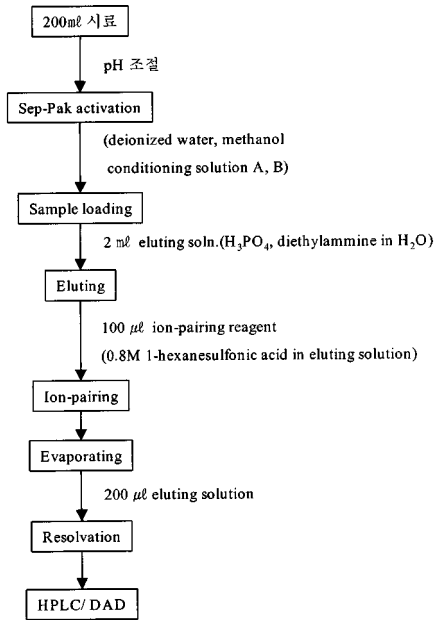 200㎖ 시료
pH 조절
Sep-Pak activation
(deionized water, methanol
conditioning solution A, B)
Sample loading
2 ㎖ eluting soln.(H₃PO₄, diethylammine in H₂O)
Eluting
100 ㎕ ion-pairing reagent
(0.8M 1-hexanesulfonic acid in eluting solution)
Ion-pairing
Evaporating
200 ㎕ eluting solution
Resolvation
HPLC/ DAD